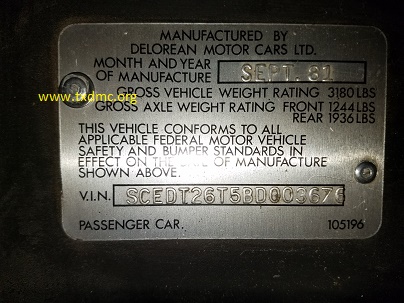 MANUFACTURED BY
DELOREAN MOTOR CARS LTD.
MONTH AND YEAR
OF MANUFACTURE SEPT. 81
www.txdmc.org
GROSS VEHICLE WEIGHT RATING 3180 LBS
GROSS AXLE WEIGHT RATING FRONT 1244 LBS
REAR 1936 LBS
THIS VEHICLE CONFORMS TO ALL
APPLICABLE FEDERAL MOTOR VEHICLE
SAFETY AND BUMPER STANDARDS IN
EFFECT ON THE DATE OF MANUFACTURE
SHOWN ABOVE.
V.I.N.
PASSENGER CAR. 105196